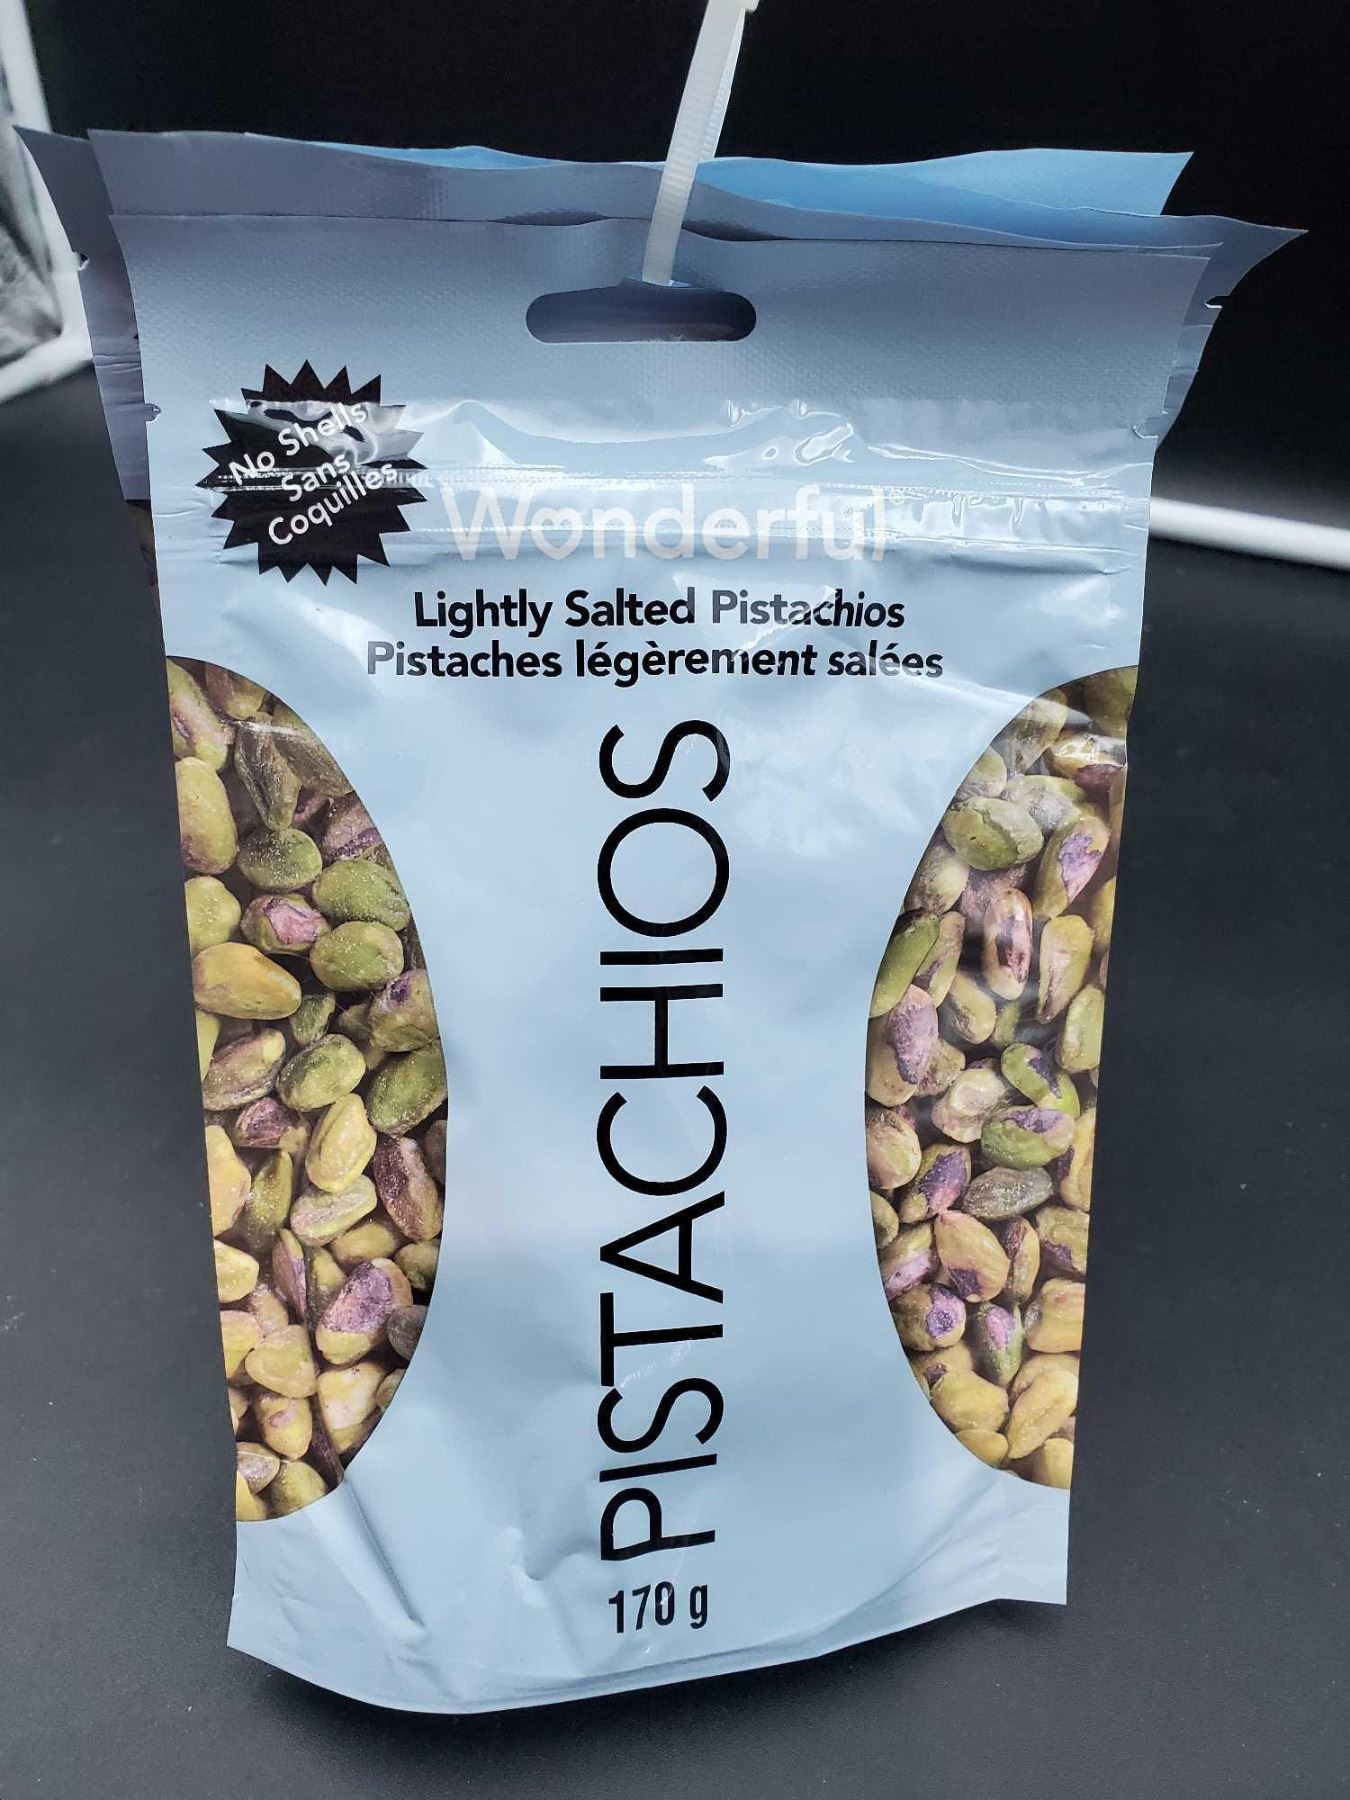 No Shells
Sans
Coquilles
Wonderful®
Lightly Salted Pistachios
Pistaches légèrement salées
PISTACHIOS
170 g